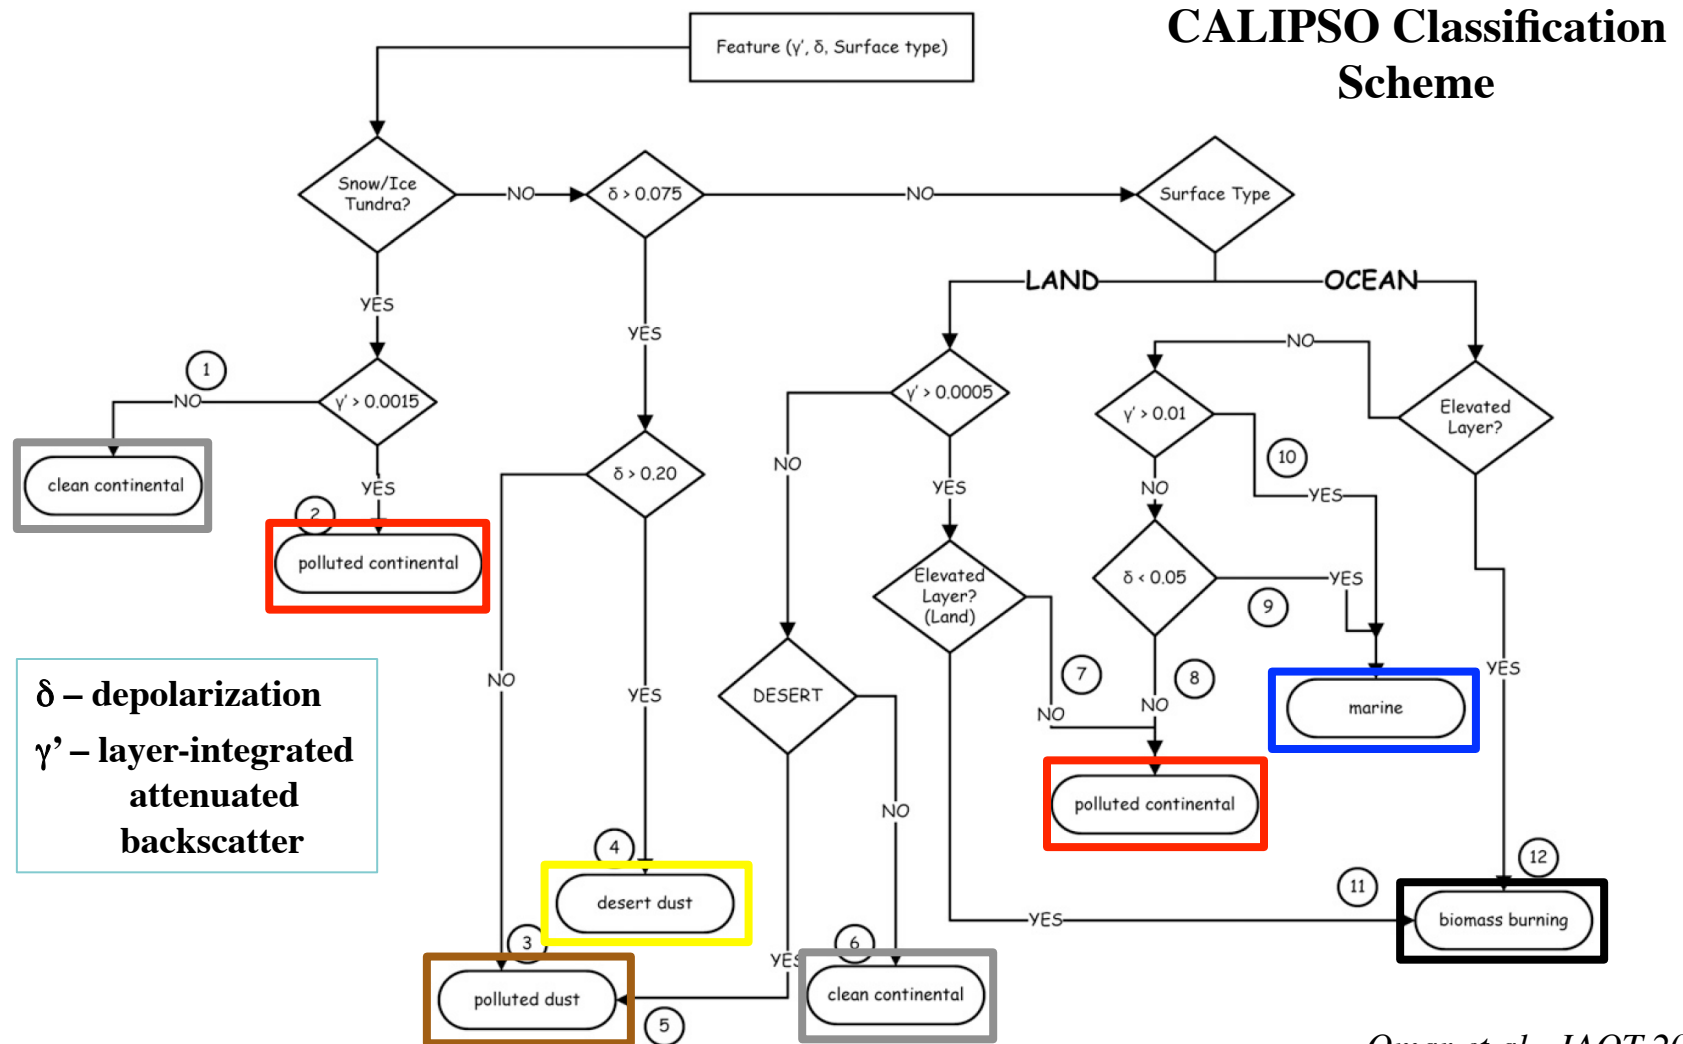 CALIPSO Classification
Scheme
Feature (γ', δ, Surface type)
Snow/Ice
Tundra?
NO
δ > 0.075
NO
Surface Type
LAND
OCEAN
YES
YES
NO
1
NO
γ' > 0.0015
γ' > 0.0005
γ' > 0.01
Elevated
Layer?
10
clean continental
YES
2
δ > 0.20
NO
YES
NO
YES
polluted continental
Elevated
Layer?
(Land)
δ < 0.05
YES
9
δ – depolarization
γ’ – layer-integrated
attenuated
backscatter
NO
YES
DESERT
7
NO
8
NO
marine
YES
polluted continental
NO
4
desert dust
11
12
YES
biomass burning
3
YES
6
polluted dust
5
clean continental